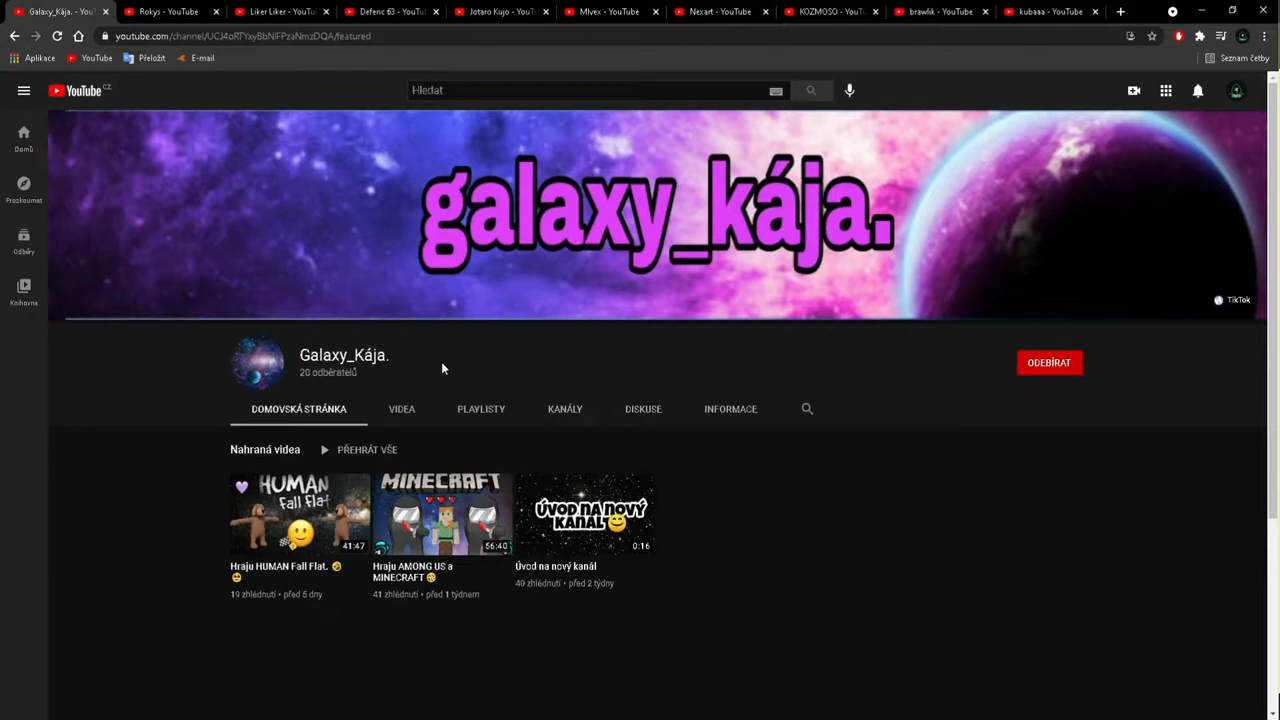 Galaxy_Kája. - YouT
Rokys - YouTube
Liker Liker - YouTu
Defenc 63 - YouTu
Jotaro Kujo - YouT
MIvex - YouTube
Nexart - YouTube
KOZMOSO - YouTu
brawlik - YouTube
kubaaa - YouTube
youtube.com/channel/UCJ4oRTYxyBbNlFPzaNmzDQA/featured
Aplikace
YouTube
Přeložit
E-mail
Seznam četby
YouTube CZ
Hledat
Domů
Prozkoumat
Odběry
Knihovna
galaxy_kája.
TikTok
Galaxy_Kája.
20 odběratelů
ODEBÍRAT
DOMOVSKÁ STRÁNKA
VIDEA
PLAYLISTY
KANÁLY
DISKUSE
INFORMACE
Nahraná videa
PŘEHRÁT VŠE
HUMAN
Fall Flat
41:47
MINECRAFT
56:40
ÚVOD NA NOVÝ
KANÁL
0:16
Hraju HUMAN Fall Flat.
19 zhlédnutí • před 5 dny
Hraju AMONG US a
MINECRAFT
41 zhlédnutí • před 1 týdnem
Úvod na nový kanál
40 zhlédnutí • před 2 týdny